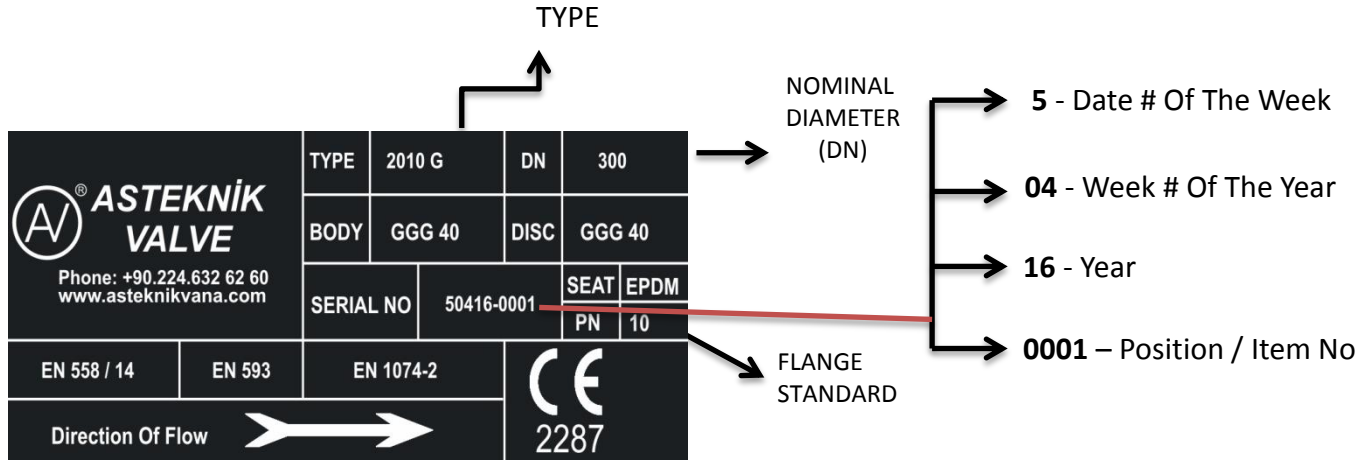 TYPE
NOMINAL
DIAMETER
(DN)
5 - Date # Of The Week
04 - Week # Of The Year
16 - Year
0001 – Position / Item No
FLANGE
STANDARD
AV ® ASTEKNİK
VALVE
Phone: +90.224.632 62 60
www.asteknikvana.com
TYPE 2010 G DN 300
BODY GGG 40 DISC GGG 40
SERIAL NO 50416-0001 SEAT EPDM
PN 10
EN 558 / 14 EN 593 EN 1074-2 CE
Direction Of Flow 2287